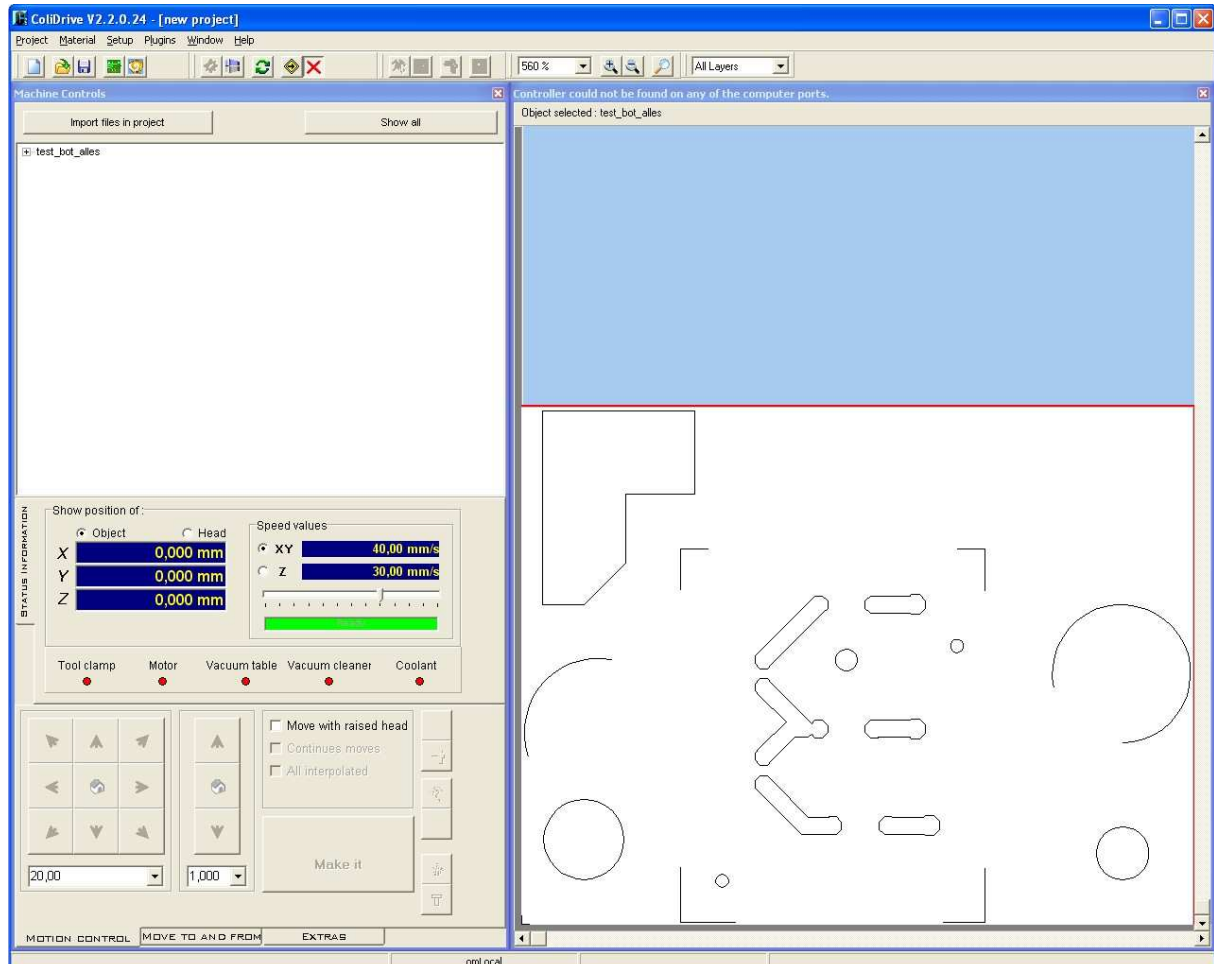 ColiDrive V2.2.0.24 - [new project]
Project Material Setup Plugins Window Help
560 %
All Layers
Machine Controls
Controller could not be found on any of the computer ports.
Import files in project
Show all
Object selected : test_bot_alles
test_bot_alles
STATUS INFORMATION
Show position of :
Object
Head
X 0,000 mm
Y 0,000 mm
Z 0,000 mm
Speed values
XY 40,00 mm/s
Z 30,00 mm/s
Ready
Tool clamp Motor Vacuum table Vacuum cleaner Coolant
Move with raised head
Continues moves
All interpolated
Make it
20,00
1,000
MOTION CONTROL
MOVE TO AND FROM
EXTRAS